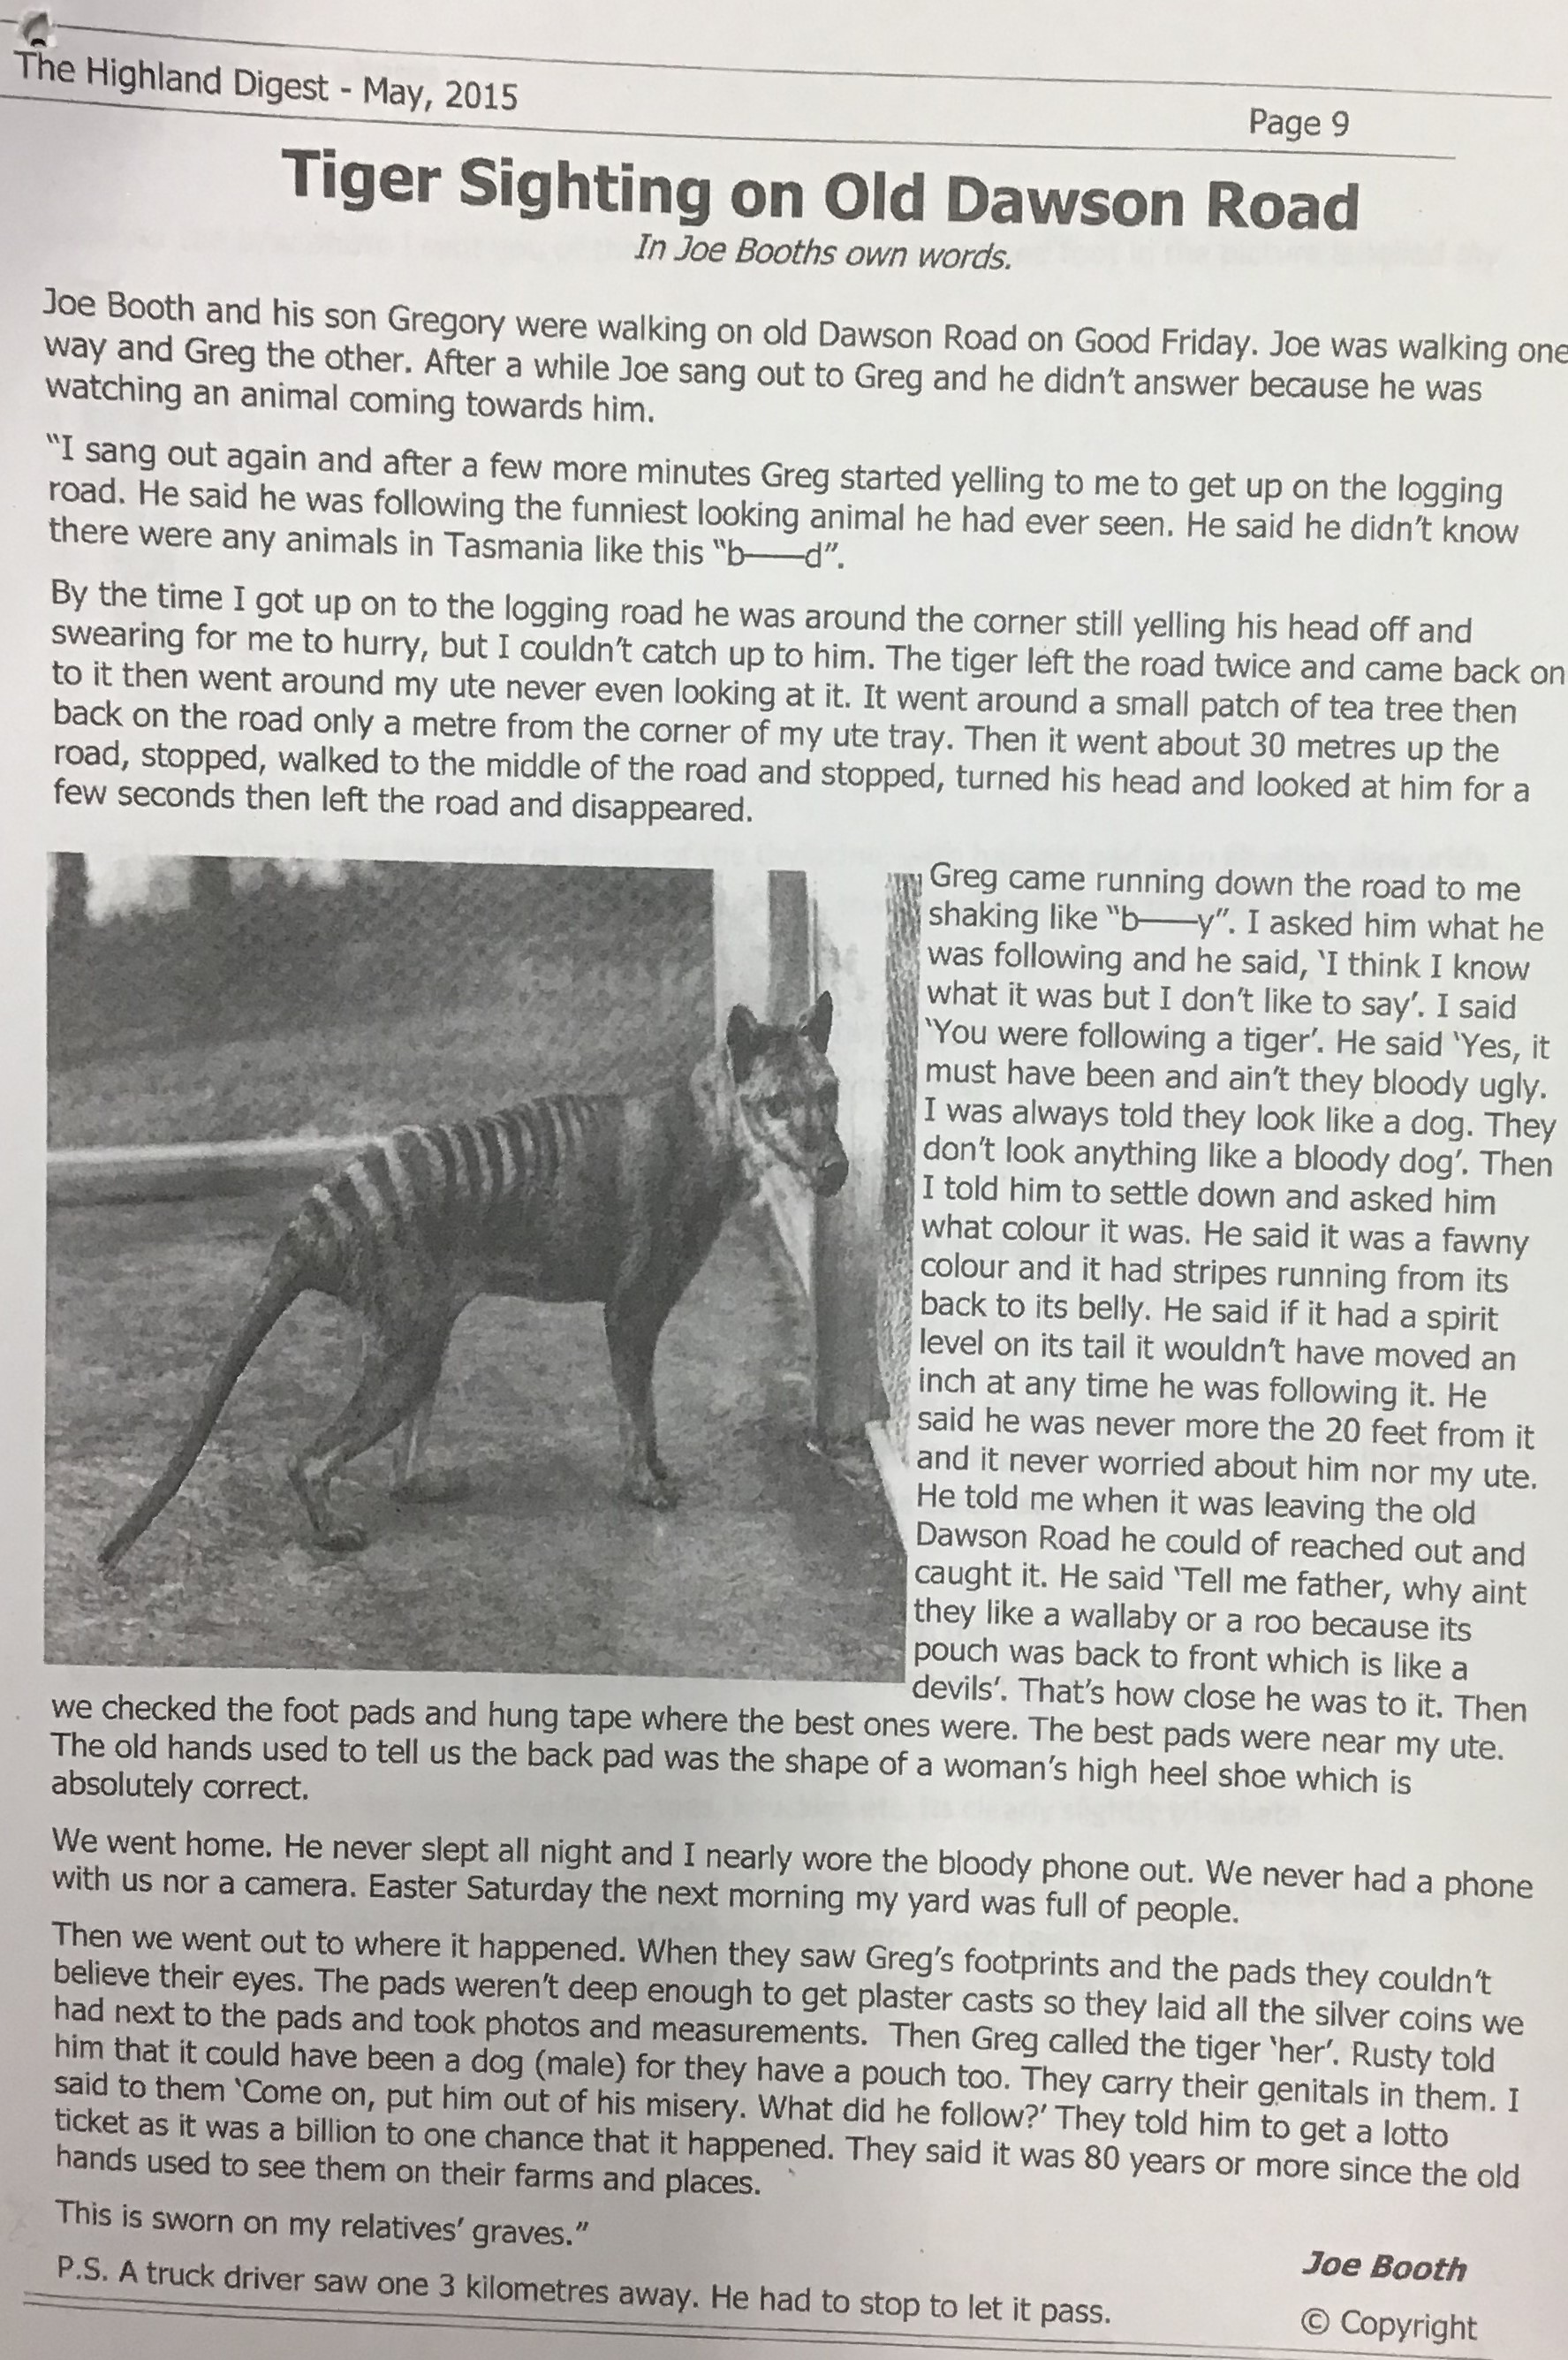 The Highland Digest - May, 2015
Page 9
Tiger Sighting on Old Dawson Road
In Joe Booths own words.
Joe Booth and his son Gregory were walking on old Dawson Road on Good Friday. Joe was walking one
way and Greg the other. After a while Joe sang out to Greg and he didn't answer because he was
watching an animal coming towards him.
"I sang out again and after a few more minutes Greg started yelling to me to get up on the logging
road. He said he was following the funniest looking animal he had ever seen. He said he didn't know
there were any animals in Tasmania like this "b——d".
By the time I got up on to the logging road he was around the corner still yelling his head off and
swearing for me to hurry, but I couldn't catch up to him. The tiger left the road twice and came back on
to it then went around my ute never even looking at it. It went around a small patch of tea tree then
back on the road only a metre from the corner of my ute tray. Then it went about 30 metres up the
road, stopped, walked to the middle of the road and stopped, turned his head and looked at him for a
few seconds then left the road and disappeared.
Greg came running down the road to me
shaking like "b——y". I asked him what he
was following and he said, 'I think I know
what it was but I don't like to say'. I said
'You were following a tiger'. He said 'Yes, it
must have been and ain't they bloody ugly.
I was always told they look like a dog. They
don't look anything like a bloody dog'. Then
I told him to settle down and asked him
what colour it was. He said it was a fawny
colour and it had stripes running from its
back to its belly. He said if it had a spirit
level on its tail it wouldn't have moved an
inch at any time he was following it. He
said he was never more the 20 feet from it
and it never worried about him nor my ute.
He told me when it was leaving the old
Dawson Road he could of reached out and
caught it. He said 'Tell me father, why aint
they like a wallaby or a roo because its
pouch was back to front which is like a
devils'. That's how close he was to it. Then
we checked the foot pads and hung tape where the best ones were. The best pads were near my ute.
The old hands used to tell us the back pad was the shape of a woman's high heel shoe which is
absolutely correct.
We went home. He never slept all night and I nearly wore the bloody phone out. We never had a phone
with us nor a camera. Easter Saturday the next morning my yard was full of people.
Then we went out to where it happened. When they saw Greg's footprints and the pads they couldn't
believe their eyes. The pads weren't deep enough to get plaster casts so they laid all the silver coins we
had next to the pads and took photos and measurements.  Then Greg called the tiger 'her'. Rusty told
him that it could have been a dog (male) for they have a pouch too. They carry their genitals in them. I
said to them 'Come on, put him out of his misery. What did he follow?' They told him to get a lotto
ticket as it was a billion to one chance that it happened. They said it was 80 years or more since the old
hands used to see them on their farms and places.
This is sworn on my relatives' graves."
Joe Booth
P.S. A truck driver saw one 3 kilometres away. He had to stop to let it pass.
© Copyright